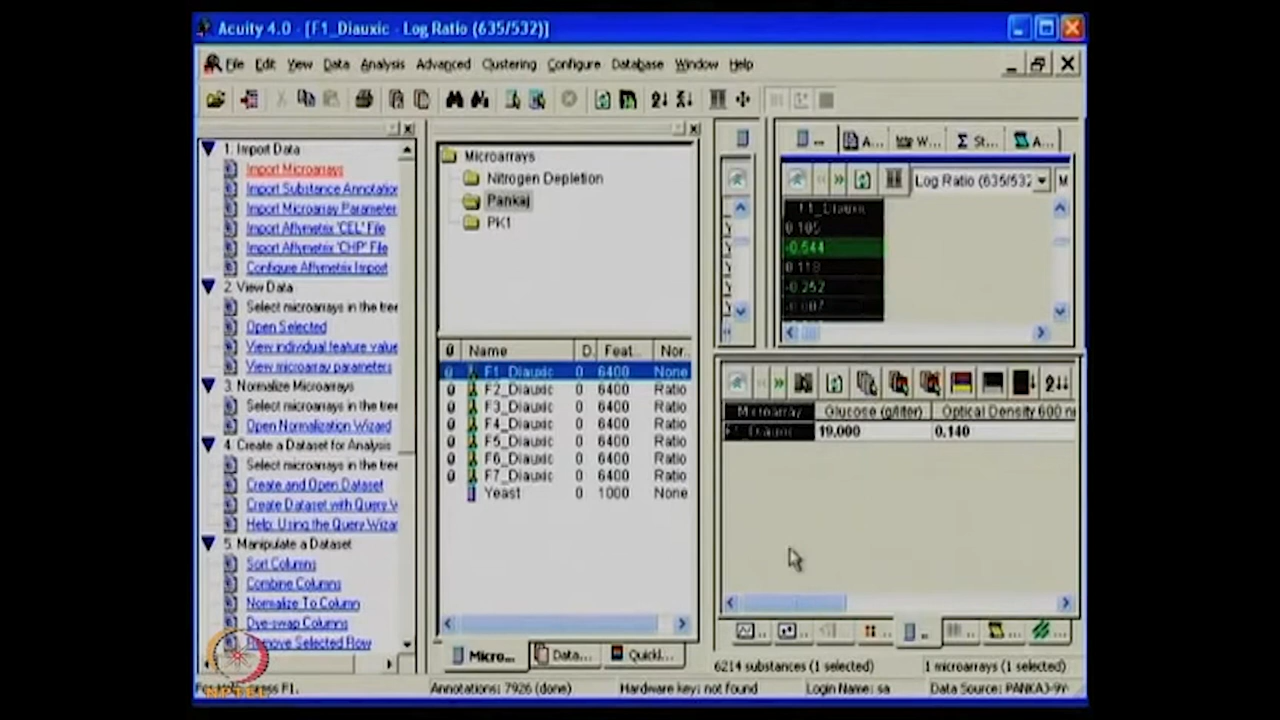 Acuity 4.0 - [F1_Diauxic - Log Ratio (635/532)]
File Edit View Data Analysis Advanced Clustering Configure Database Window Help
1. Import Data
Import Microarrays
Import Substance Annotation
Import Microarray Parameter
Import Affymetrix 'CEL' File
Import Affymetrix 'CHP' File
Configure Affymetrix Import
2. View Data
Select microarrays in the tree
Open Selected
View individual feature value
View microarray parameters
3. Normalize Microarrays
Select microarrays in the tree
Open Normalization Wizard
4. Create a Dataset for Analysis
Select microarrays in the tree
Create and Open Dataset
Create Dataset with Query W
Help: Using the Query Wizar
5. Manipulate a Dataset
Sort Columns
Combine Columns
Normalize To Column
Dye-swap Columns
Remove Selected Row
NPTEL
press F1.
Microarrays
Nitrogen Depletion
Pankaj
PK1
Name D. Feat... Nor.
F1_Diauxic 0 6400 None
F2_Diauxic 0 6400 Ratio
F3_Diauxic 0 6400 Ratio
F4_Diauxic 0 6400 Ratio
F5_Diauxic 0 6400 Ratio
F6_Diauxic 0 6400 Ratio
F7_Diauxic 0 6400 Ratio
Yeast 0 1000 None
Micro... Data... Quickl...
A... W... Σ St... A...
Log Ratio (635/532 M
F1_Diauxic
0.105
-0.644
0.118
-0.252
-0.007
Microarray Glucose (g/liter) Optical Density 600 n
F1_Diauxic 19.000 0.140
6214 substances (1 selected) 1 microarrays (1 selected)
Annotations: 7926 (done) Hardware key: not found Login Name: sa Data Source: PANKAJ-9Y